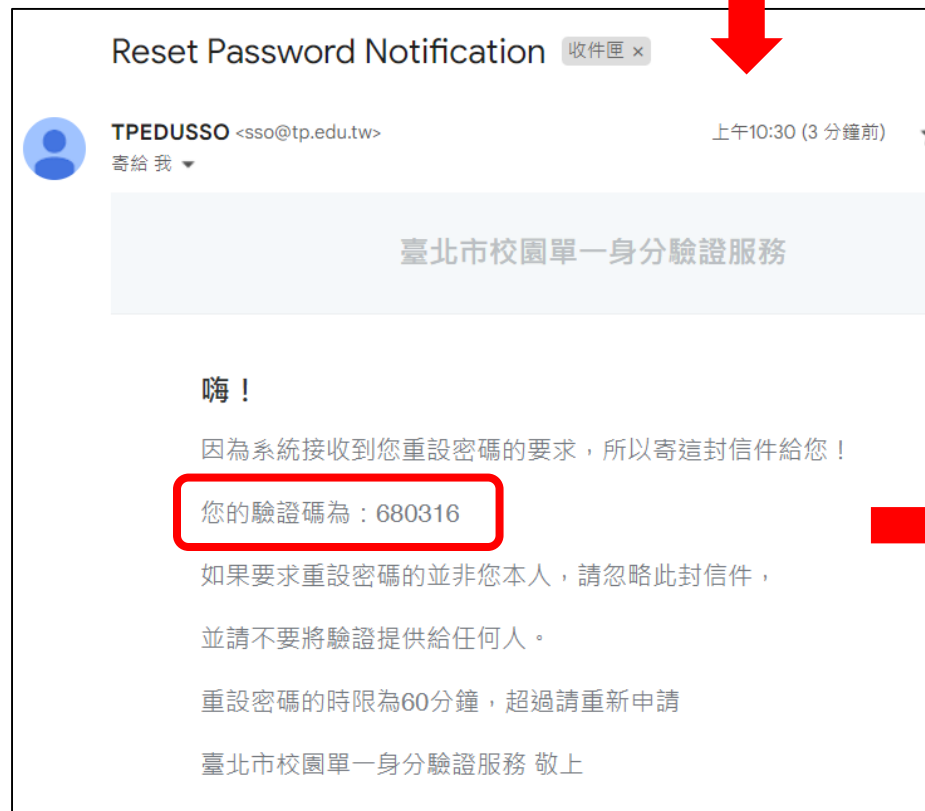 Reset Password Notification 收件匣 ×
TPEDUSSO <sso@tp.edu.tw> 上午10:30 (3 分鐘前)
寄給 我
臺北市校園單一身分驗證服務
嗨！
因為系統接收到您重設密碼的要求，所以寄這封信件給您！
您的驗證碼為：680316
如果要求重設密碼的並非您本人，請忽略此封信件，
並請不要將驗證提供給任何人。
重設密碼的時限為60分鐘，超過請重新申請
臺北市校園單一身分驗證服務 敬上